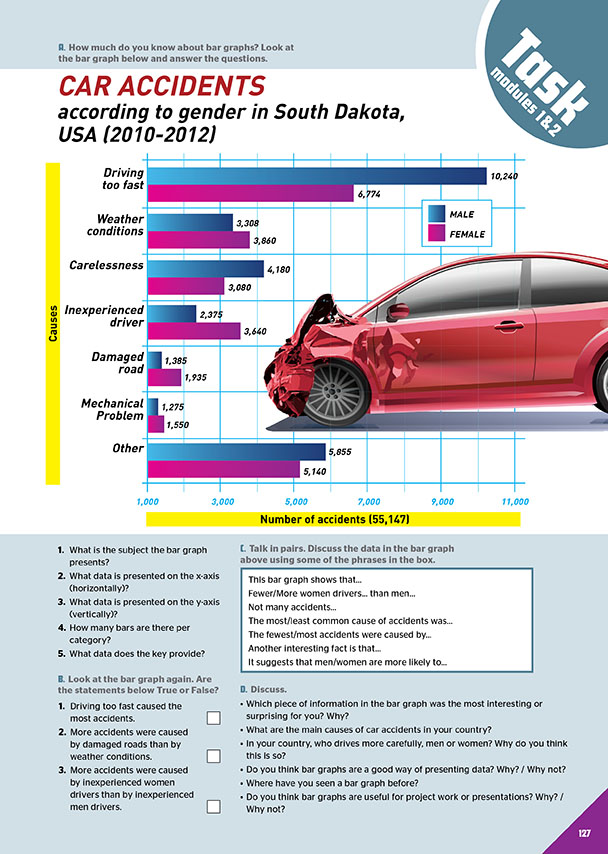 A. How much do you know about bar graphs? Look at
the bar graph below and answer the questions.
Task
modules 1&2
CAR ACCIDENTS
according to gender in South Dakota,
USA (2010-2012)
Causes
Driving
too fast
10,240
6,774
MALE
FEMALE
Weather
conditions
3,308
3,860
Carelessness
4,180
3,080
Inexperienced
driver
2,375
3,640
Damaged
road
1,385
1,935
Mechanical
Problem
1,275
1,550
Other
5,855
5,140
1,000 3,000 5,000 7,000 9,000 11,000
Number of accidents (55,147)
1. What is the subject the bar graph
presents?
2. What data is presented on the x-axis
(horizontally)?
3. What data is presented on the y-axis
(vertically)?
4. How many bars are there per
category?
5. What data does the key provide?
B. Look at the bar graph again. Are
the statements below True or False?
1. Driving too fast caused the
most accidents.
2. More accidents were caused
by damaged roads than by
weather conditions.
3. More accidents were caused
by inexperienced women
drivers than by inexperienced
men drivers.
C. Talk in pairs. Discuss the data in the bar graph
above using some of the phrases in the box.
This bar graph shows that...
Fewer/More women drivers... than men...
Not many accidents...
The most/least common cause of accidents was...
The fewest/most accidents were caused by...
Another interesting fact is that...
It suggests that men/women are more likely to...
D. Discuss.
• Which piece of information in the bar graph was the most interesting or
surprising for you? Why?
• What are the main causes of car accidents in your country?
• In your country, who drives more carefully, men or women? Why do you think
this is so?
• Do you think bar graphs are a good way of presenting data? Why? / Why not?
• Where have you seen a bar graph before?
• Do you think bar graphs are useful for project work or presentations? Why? /
Why not?
127